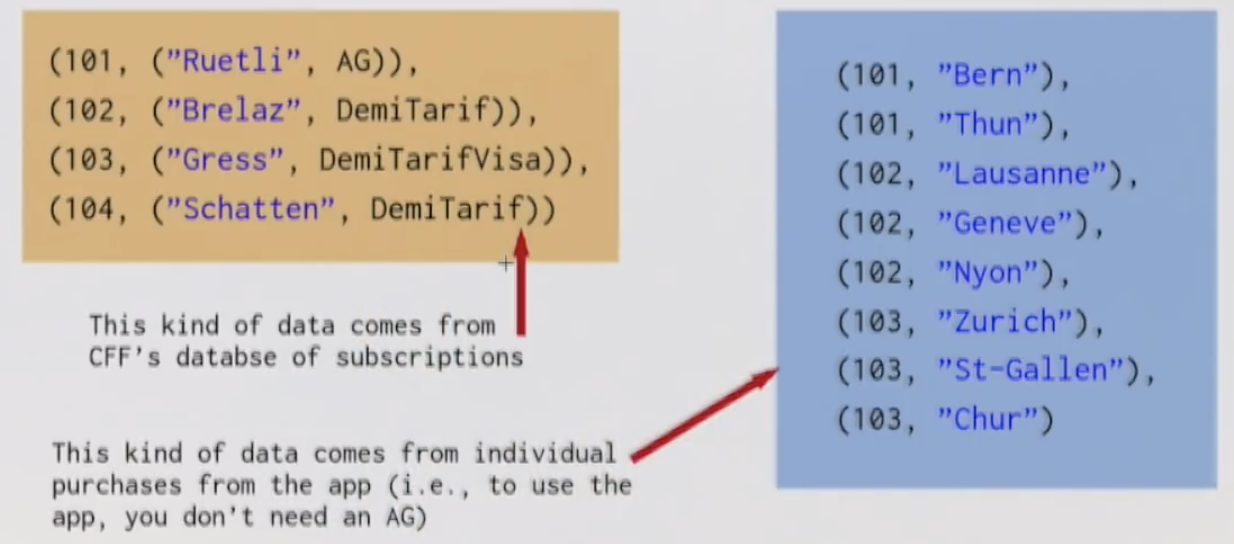 (101, ("Ruetli", AG)),
(102, ("Brelaz", DemiTarif)),
(103, ("Gress", DemiTarifVisa)),
(104, ("Schatten", DemiTarif))
This kind of data comes from
CFF's databse of subscriptions
(101, "Bern"),
(101, "Thun"),
(102, "Lausanne"),
(102, "Geneve"),
(102, "Nyon"),
(103, "Zurich"),
(103, "St-Gallen"),
(103, "Chur")
This kind of data comes from individual
purchases from the app (i.e., to use the
app, you don't need an AG)